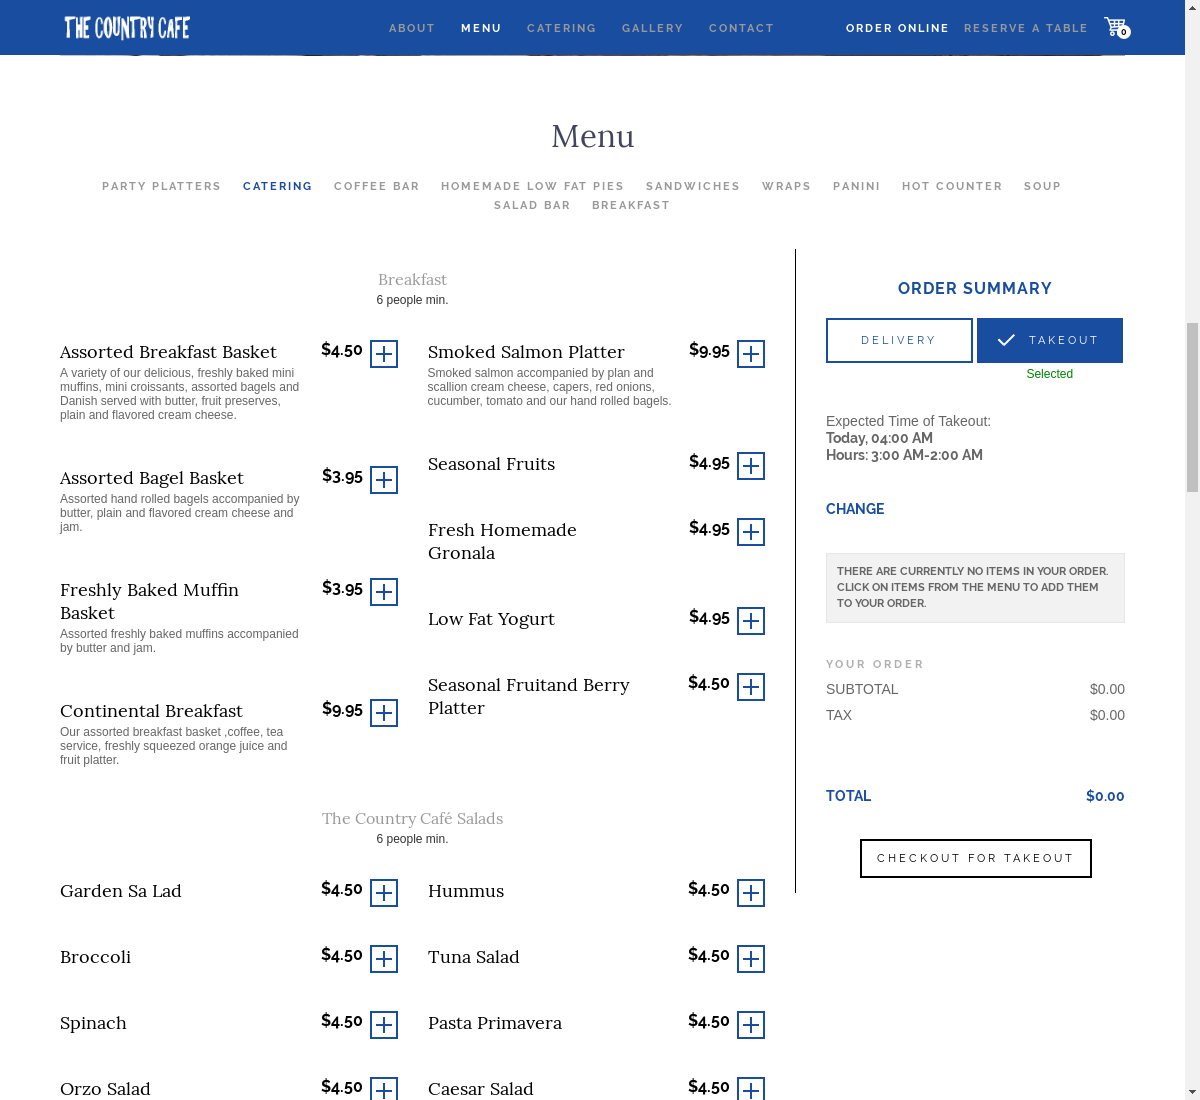 THE COUNTRY CAFE
ABOUT MENU CATERING GALLERY CONTACT ORDER ONLINE RESERVE A TABLE 0
Menu
PARTY PLATTERS CATERING COFFEE BAR HOMEMADE LOW FAT PIES SANDWICHES WRAPS PANINI HOT COUNTER SOUP
SALAD BAR BREAKFAST
Breakfast
6 people min.
Assorted Breakfast Basket $4.50
A variety of our delicious, freshly baked mini
muffins, mini croissants, assorted bagels and
Danish served with butter, fruit preserves,
plain and flavored cream cheese.
Assorted Bagel Basket $3.95
Assorted hand rolled bagels accompanied by
butter, plain and flavored cream cheese and
jam.
Freshly Baked Muffin $3.95
Basket
Assorted freshly baked muffins accompanied
by butter and jam.
Continental Breakfast $9.95
Our assorted breakfast basket ,coffee, tea
service, freshly squeezed orange juice and
fruit platter.
Smoked Salmon Platter $9.95
Smoked salmon accompanied by plan and
scallion cream cheese, capers, red onions,
cucumber, tomato and our hand rolled bagels.
Seasonal Fruits $4.95
Fresh Homemade $4.95
Gronala
Low Fat Yogurt $4.95
Seasonal Fruitand Berry $4.50
Platter
The Country Café Salads
6 people min.
Garden Sa Lad $4.50
Broccoli $4.50
Spinach $4.50
Orzo Salad $4.50
Hummus $4.50
Tuna Salad $4.50
Pasta Primavera $4.50
Caesar Salad $4.50
ORDER SUMMARY
DELIVERY TAKEOUT
Selected
Expected Time of Takeout:
Today, 04:00 AM
Hours: 3:00 AM-2:00 AM
CHANGE
THERE ARE CURRENTLY NO ITEMS IN YOUR ORDER.
CLICK ON ITEMS FROM THE MENU TO ADD THEM
TO YOUR ORDER.
YOUR ORDER
SUBTOTAL $0.00
TAX $0.00
TOTAL $0.00
CHECKOUT FOR TAKEOUT